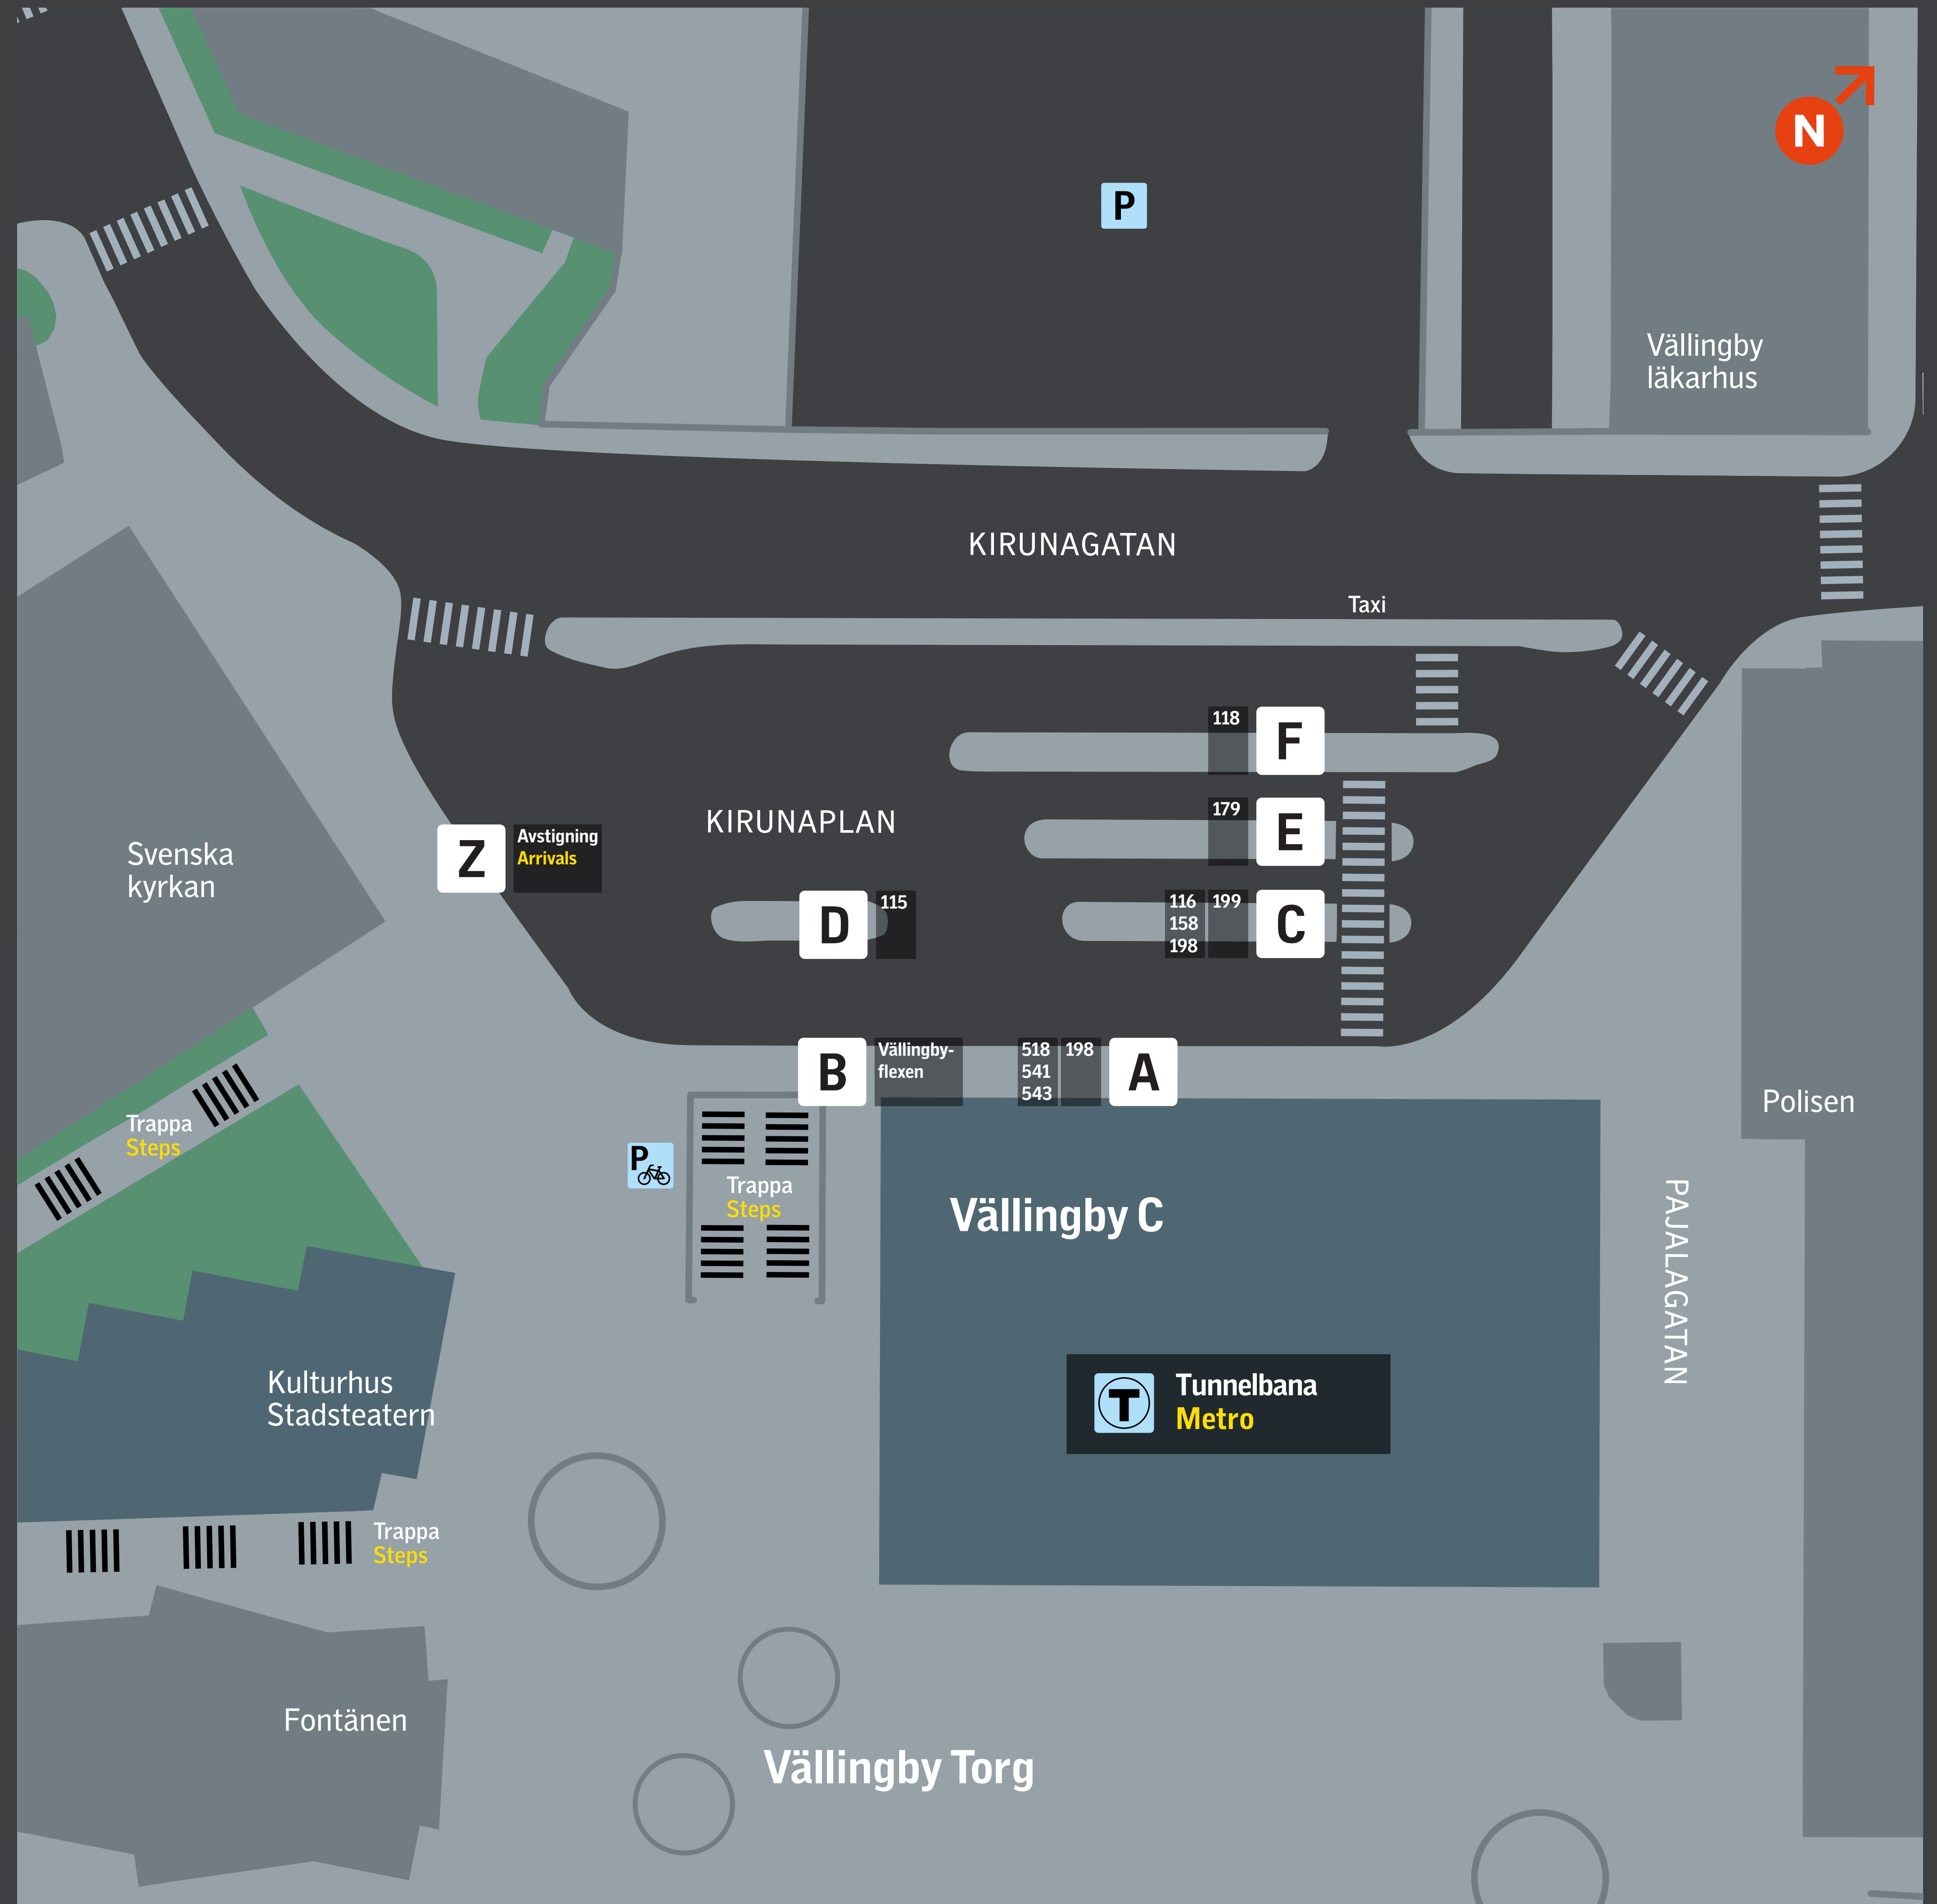 N
P
Vällingby
läkarhus
KIRUNAGATAN
Taxi
118
F
KIRUNAPLAN
179
E
Z
Avstigning
Arrivals
Svenska
kyrkan
D
115
116
158
198
199
C
B
Vällingby-
flexen
518
541
543
198
A
Polisen
Trappa
Steps
P
Trappa
Steps
Vällingby C
PAJALAGATAN
T
Tunnelbana
Metro
Kulturhus
Stadsteatern
Trappa
Steps
Fontänen
Vällingby Torg